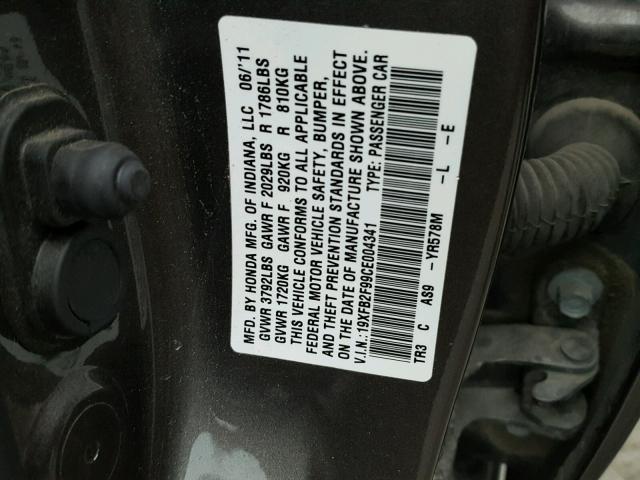 MFD. BY HONDA MFG. OF INDIANA, LLC 06/'11
GVWR 3792LBS GAWR F 2029LBS R 1786LBS
GVWR 1720KG GAWR F 920KG R 810KG
THIS VEHICLE CONFORMS TO ALL APPLICABLE
FEDERAL MOTOR VEHICLE SAFETY, BUMPER,
AND THEFT PREVENTION STANDARDS IN EFFECT
ON THE DATE OF MANUFACTURE SHOWN ABOVE.
V.I.N.:19XFB2F99CE004341 TYPE: PASSENGER CAR
TR3 C AS9 -YR578M -L -E